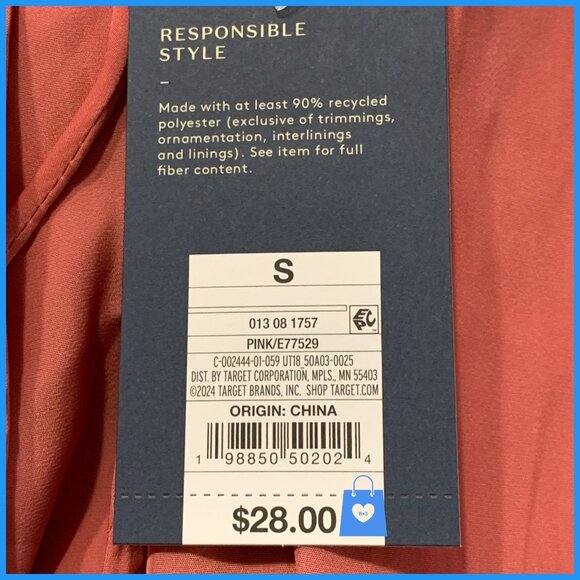 RESPONSIBLE
STYLE
–
Made with at least 90% recycled
polyester (exclusive of trimmings,
ornamentation, interlinings
and linings). See item for full
fiber content.
S
013 08 1757
EPC
PINK/E77529
C-002444-01-059 UT18_50A03-0025
DIST. BY TARGET CORPORATION, MPLS., MN 55403
©2024 TARGET BRANDS, INC. SHOP TARGET.COM
ORIGIN: CHINA
1 98850 50202 4
$28.00